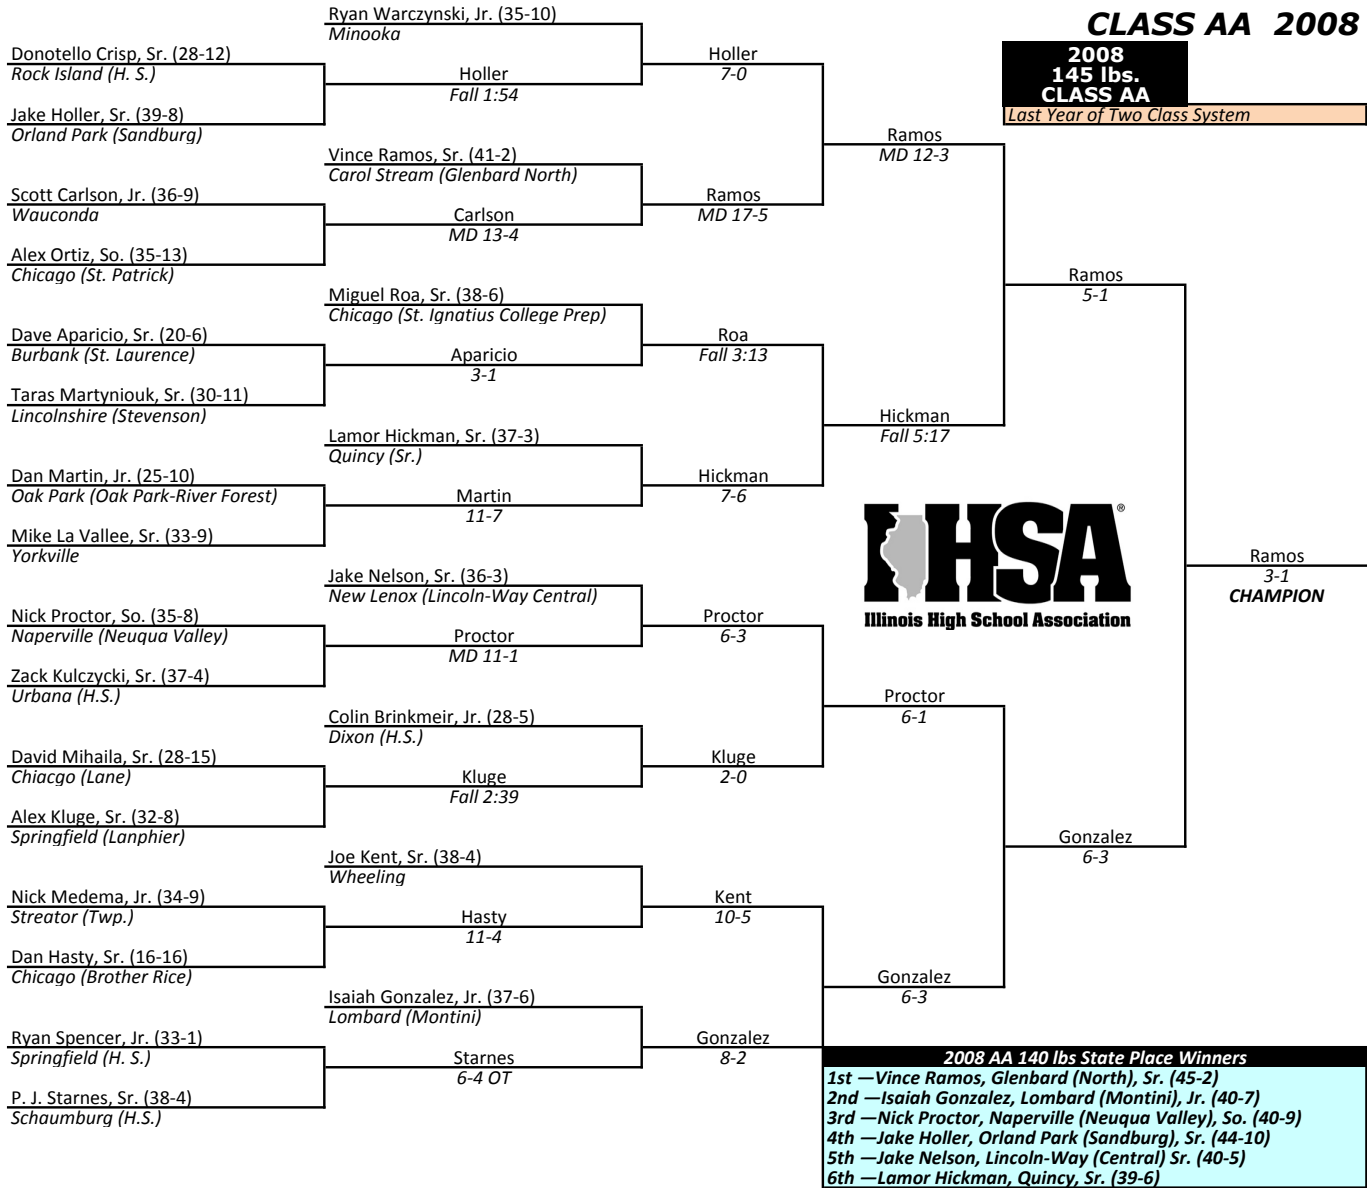 CLASS AA 2008
2008
145 lbs.
CLASS AA
Last Year of Two Class System
Ryan Warczynski, Jr. (35-10)
Minooka
Donotello Crisp, Sr. (28-12)
Rock Island (H. S.)
Holler
Fall 1:54
Jake Holler, Sr. (39-8)
Orland Park (Sandburg)
Holler
7-0
Vince Ramos, Sr. (41-2)
Carol Stream (Glenbard North)
Scott Carlson, Jr. (36-9)
Wauconda
Carlson
MD 13-4
Alex Ortiz, So. (35-13)
Chicago (St. Patrick)
Ramos
MD 17-5
Ramos
MD 12-3
Miguel Roa, Sr. (38-6)
Chicago (St. Ignatius College Prep)
Dave Aparicio, Sr. (20-6)
Burbank (St. Laurence)
Aparicio
3-1
Taras Martyniouk, Sr. (30-11)
Lincolnshire (Stevenson)
Roa
Fall 3:13
Lamor Hickman, Sr. (37-3)
Quincy (Sr.)
Dan Martin, Jr. (25-10)
Oak Park (Oak Park-River Forest)
Martin
11-7
Mike La Vallee, Sr. (33-9)
Yorkville
Hickman
7-6
Hickman
Fall 5:17
Ramos
5-1
IHSA®
Illinois High School Association
Ramos
3-1
CHAMPION
Jake Nelson, Sr. (36-3)
New Lenox (Lincoln-Way Central)
Nick Proctor, So. (35-8)
Naperville (Neuqua Valley)
Proctor
MD 11-1
Zack Kulczycki, Sr. (37-4)
Urbana (H.S.)
Proctor
6-3
Colin Brinkmeir, Jr. (28-5)
Dixon (H.S.)
David Mihaila, Sr. (28-15)
Chiacgo (Lane)
Kluge
Fall 2:39
Alex Kluge, Sr. (32-8)
Springfield (Lanphier)
Kluge
2-0
Proctor
6-1
Joe Kent, Sr. (38-4)
Wheeling
Nick Medema, Jr. (34-9)
Streator (Twp.)
Hasty
11-4
Dan Hasty, Sr. (16-16)
Chicago (Brother Rice)
Kent
10-5
Isaiah Gonzalez, Jr. (37-6)
Lombard (Montini)
Ryan Spencer, Jr. (33-1)
Springfield (H. S.)
Starnes
6-4 OT
P. J. Starnes, Sr. (38-4)
Schaumburg (H.S.)
Gonzalez
8-2
Gonzalez
6-3
Gonzalez
6-3
2008 AA 140 lbs State Place Winners
1st —Vince Ramos, Glenbard (North), Sr. (45-2)
2nd —Isaiah Gonzalez, Lombard (Montini), Jr. (40-7)
3rd —Nick Proctor, Naperville (Neuqua Valley), So. (40-9)
4th —Jake Holler, Orland Park (Sandburg), Sr. (44-10)
5th —Jake Nelson, Lincoln-Way (Central) Sr. (40-5)
6th —Lamor Hickman, Quincy, Sr. (39-6)